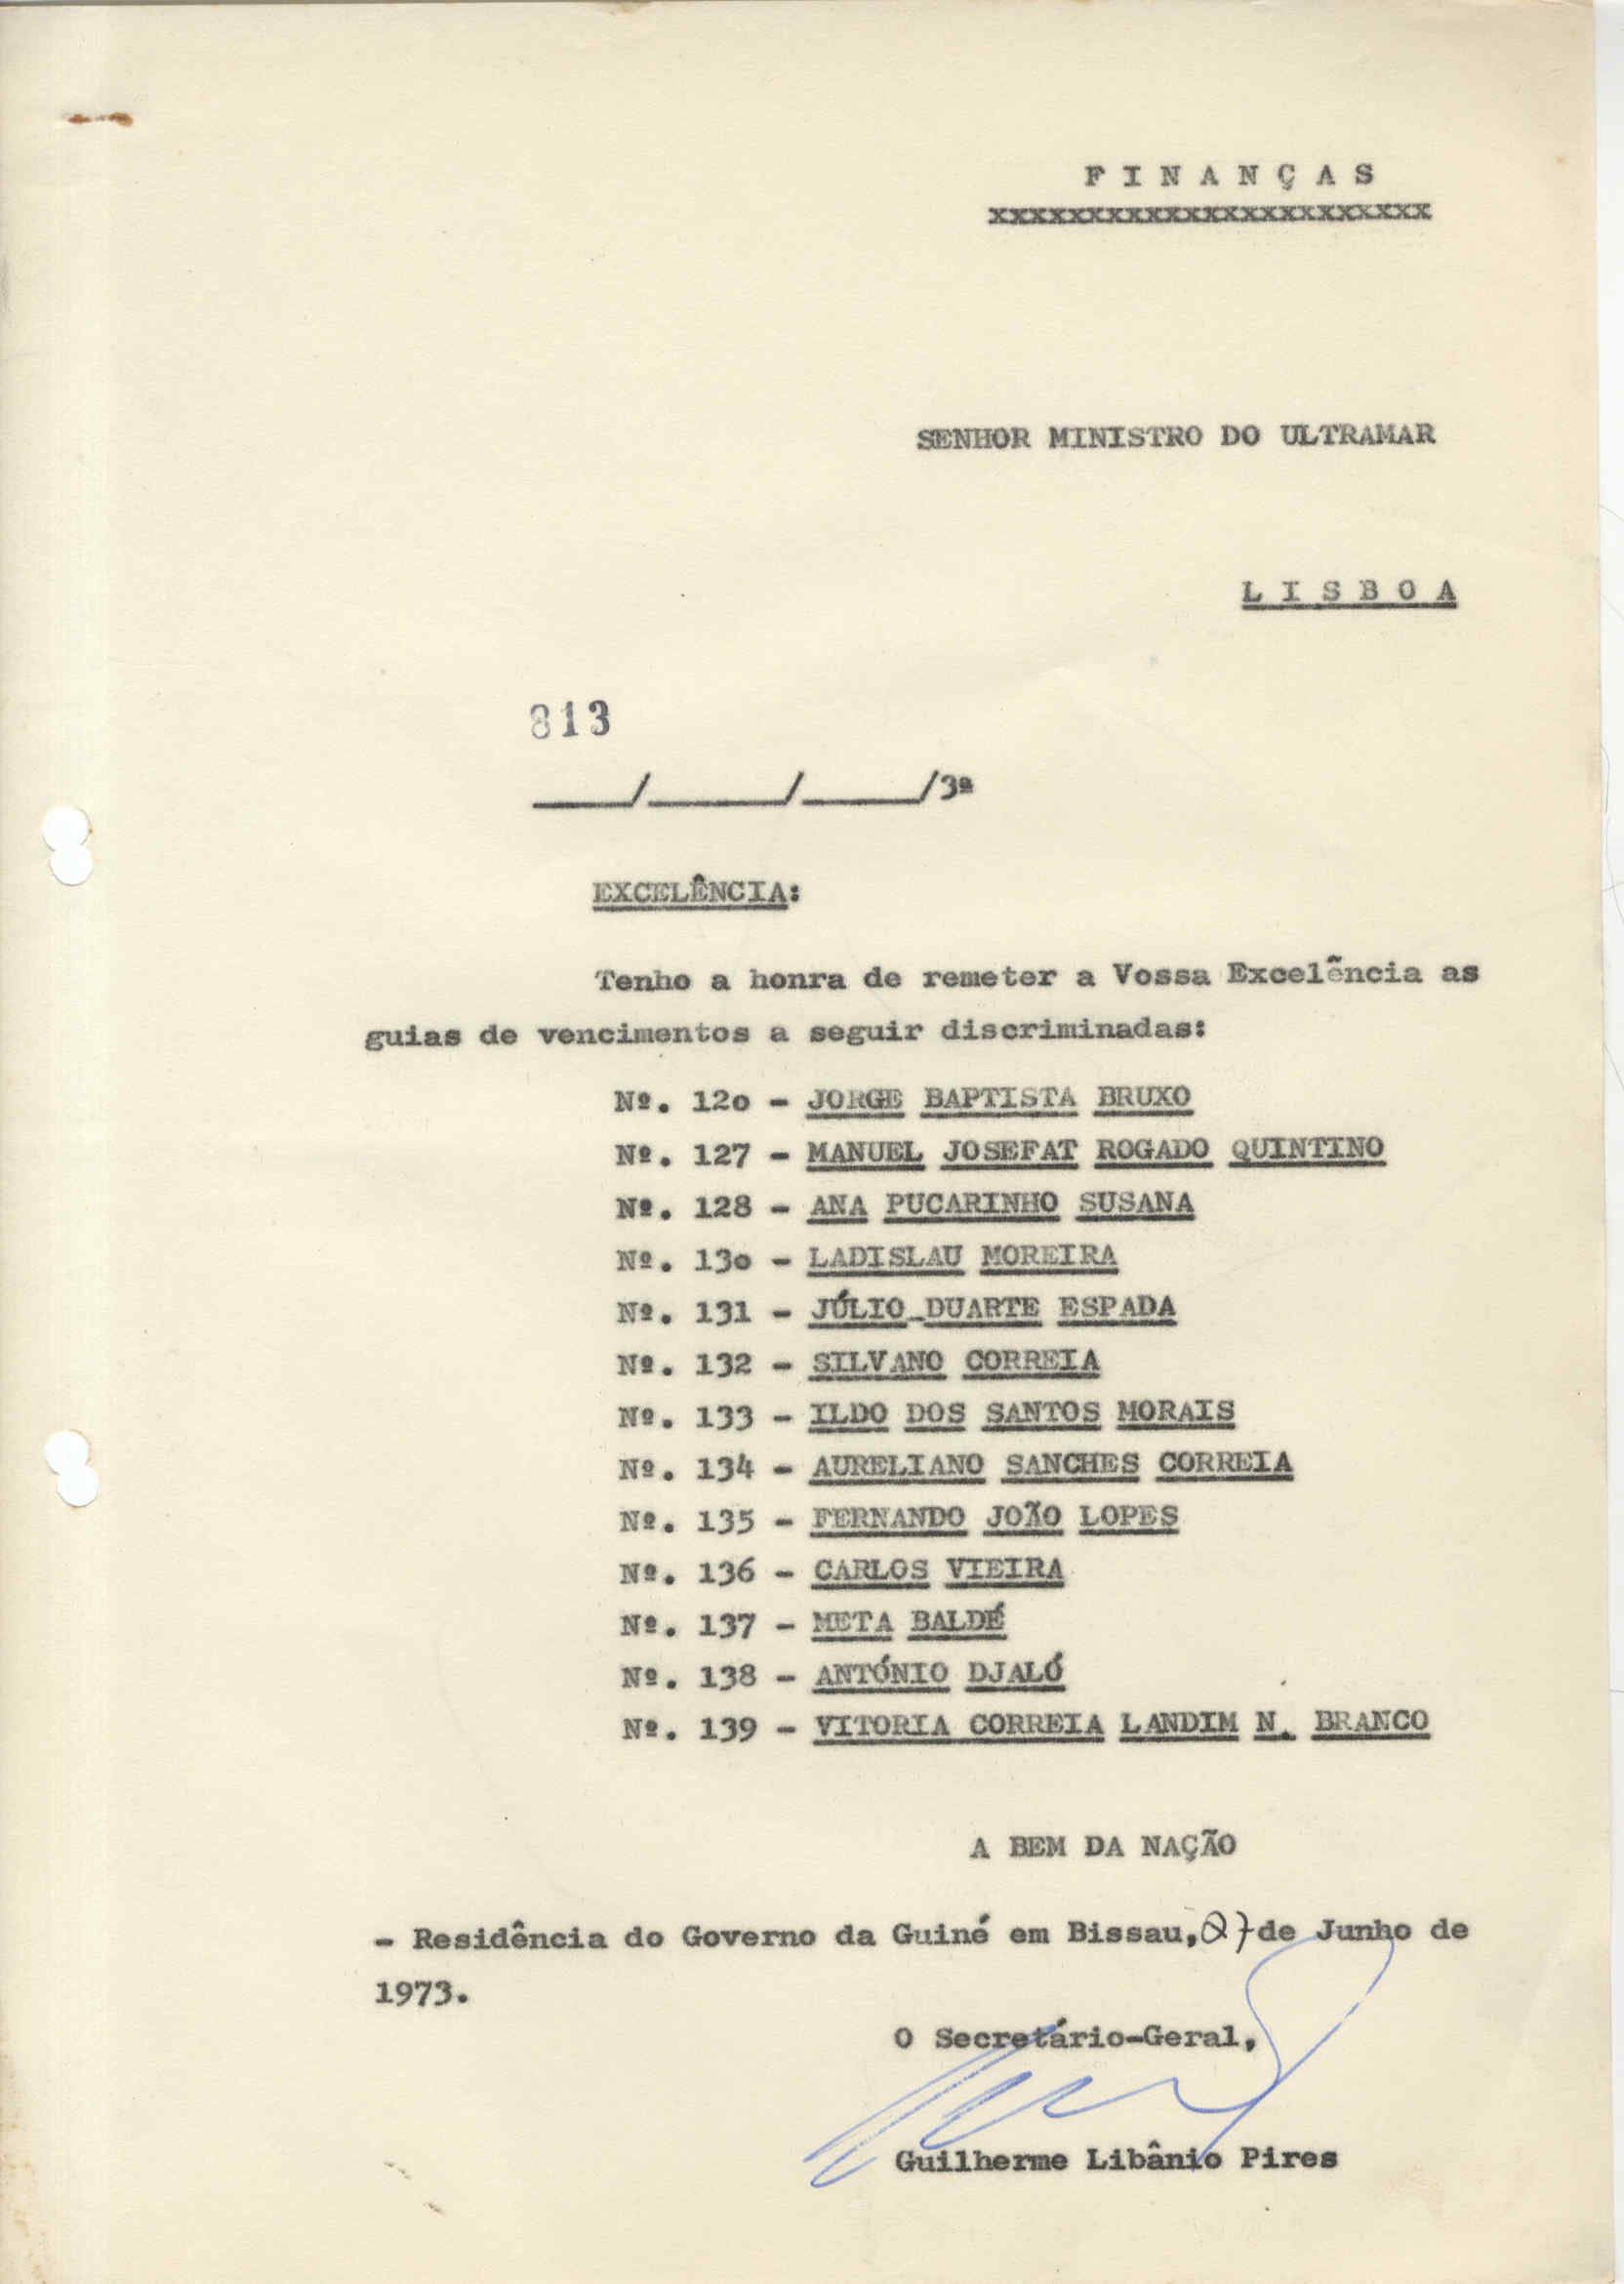 F I N A N Ç A S
xxxxxxxxxxxxxxxxxxxxxxxxx
SENHOR MINISTRO DO ULTRAMAR
L I S B O A
813
____/______/_____/3ª
EXCELÊNCIA:
Tenho a honra de remeter a Vossa Excelência as
guias de vencimentos a seguir discriminadas:
Nº. 12o - JORGE BAPTISTA BRUXO
Nº. 127 - MANUEL JOSEFAT ROGADO QUINTINO
Nº. 128 - ANA PUCARINHO SUSANA
Nº. 13o - LADISLAU MOREIRA
Nº. 131 - JÚLIO DUARTE ESPADA
Nº. 132 - SILVANO CORREIA
Nº. 133 - ILDO DOS SANTOS MORAIS
Nº. 134 - AURELIANO SANCHES CORREIA
Nº. 135 - FERNANDO JOÃO LOPES
Nº. 136 - CARLOS VIEIRA
Nº. 137 - META BALDÉ
Nº. 138 - ANTÓNIO DJALÓ
Nº. 139 - VITORIA CORREIA LANDIM N. BRANCO
A BEM DA NAÇÃO
- Residência do Governo da Guiné em Bissau, 27 de Junho de
1973.
O Secretário-Geral,
Guilherme Libânio Pires